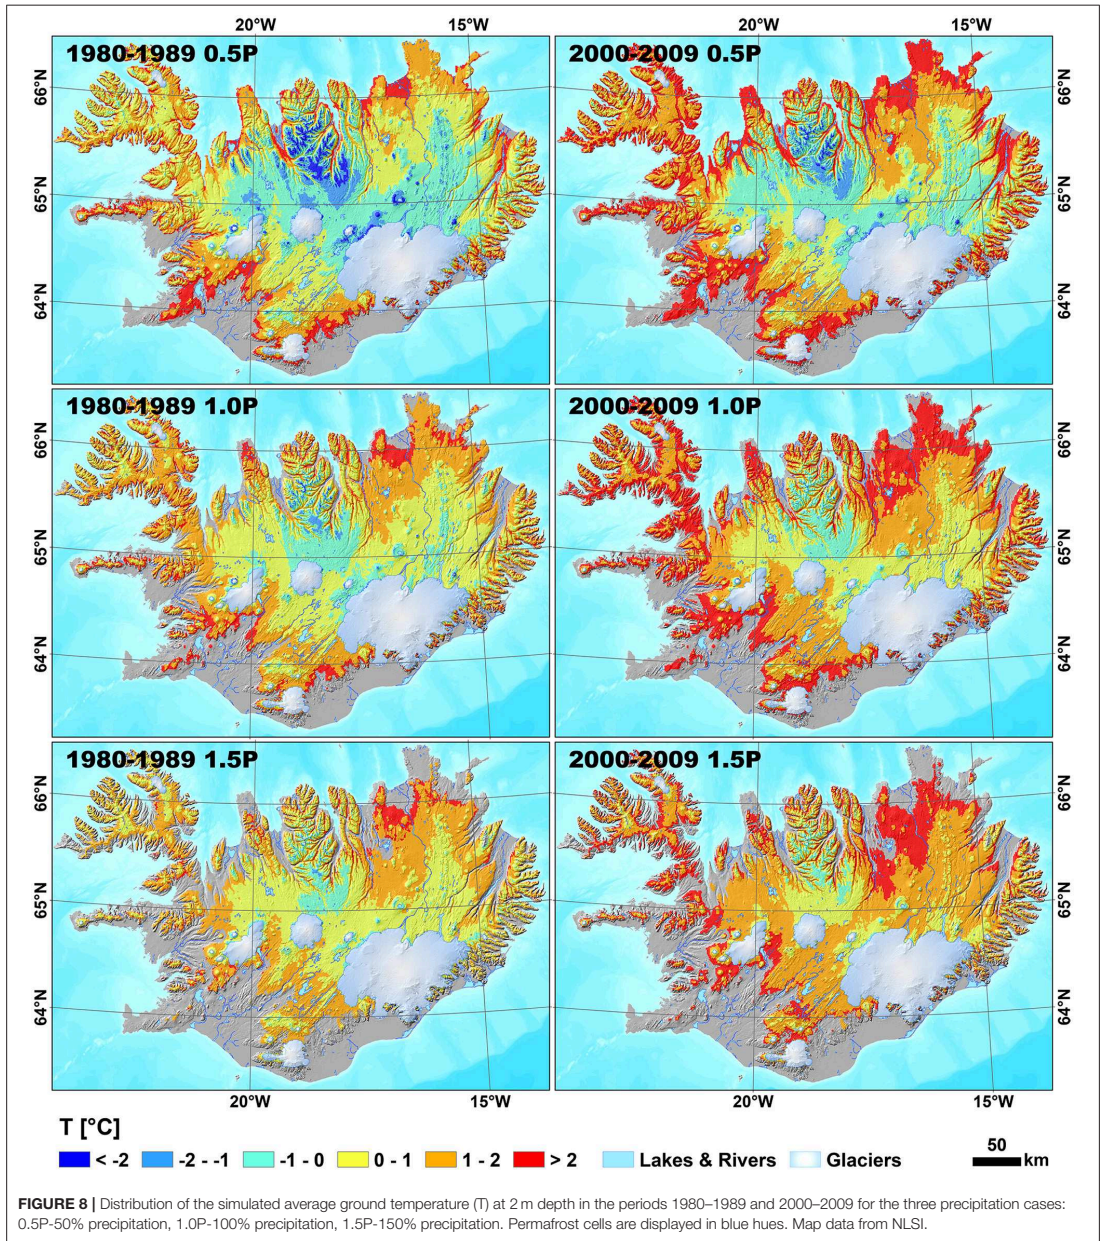 20°W 15°W 15°W 20°W
1980-1989 0.5P
2000-2009 0.5P
66°N
65°N
64°N
66°N
65°N
64°N
1980-1989 1.0P
2000-2009 1.0P
66°N
65°N
64°N
66°N
65°N
64°N
1980-1989 1.5P
2000-2009 1.5P
66°N
65°N
64°N
66°N
65°N
64°N
20°W 15°W 20°W 15°W
T [°C]
< -2 -2 - -1 -1 - 0 0 - 1 1 - 2 > 2 Lakes & Rivers Glaciers
50
km
FIGURE 8 | Distribution of the simulated average ground temperature (T) at 2 m depth in the periods 1980–1989 and 2000–2009 for the three precipitation cases:
0.5P-50% precipitation, 1.0P-100% precipitation, 1.5P-150% precipitation. Permafrost cells are displayed in blue hues. Map data from NLSI.